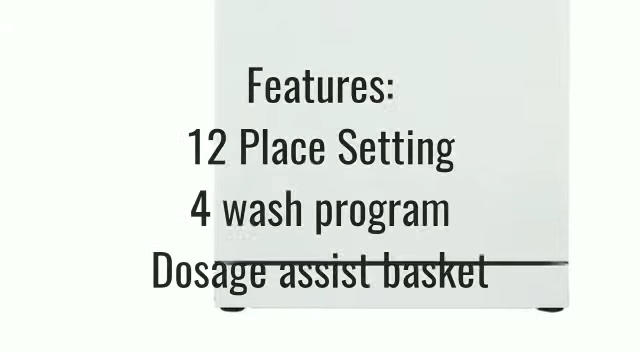 Features:
12 Place Setting
4 wash program
Dosage assist basket